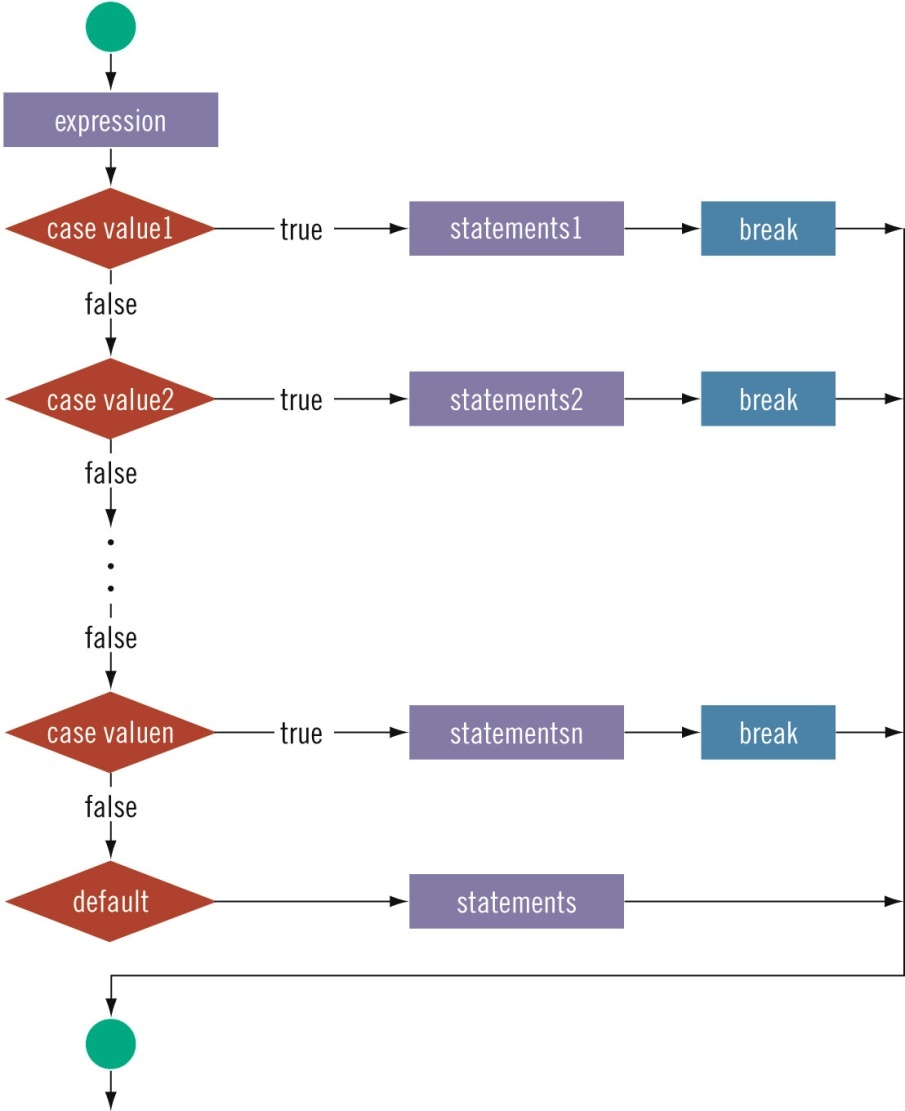 expression
case value1 true statements1 break
false
case value2 true statements2 break
false
false
case valuen true statementsn break
false
default statements